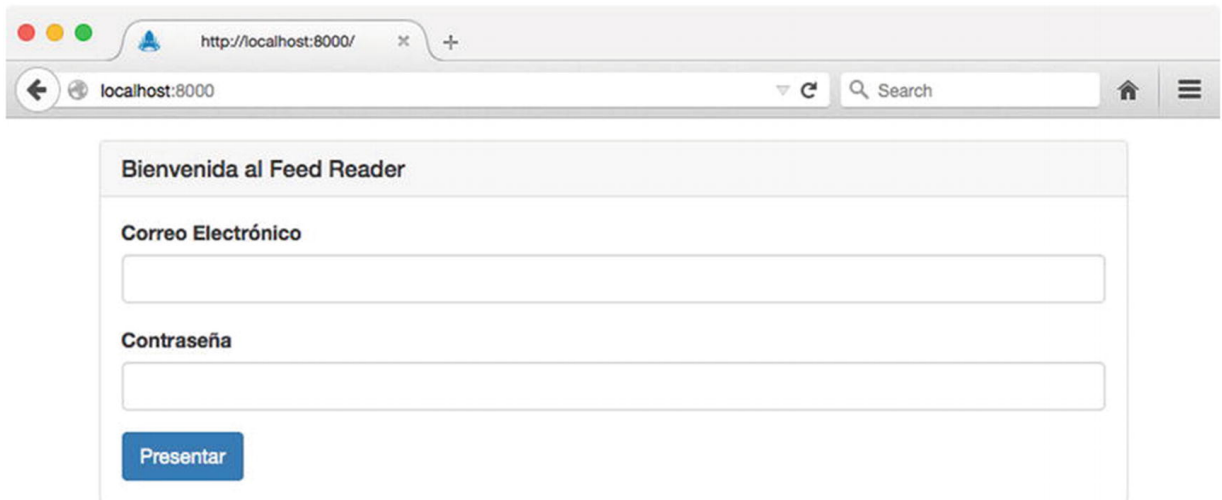 http://localhost:8000/
localhost:8000
Search
Bienvenida al Feed Reader
Correo Electrónico
Contraseña
Presentar